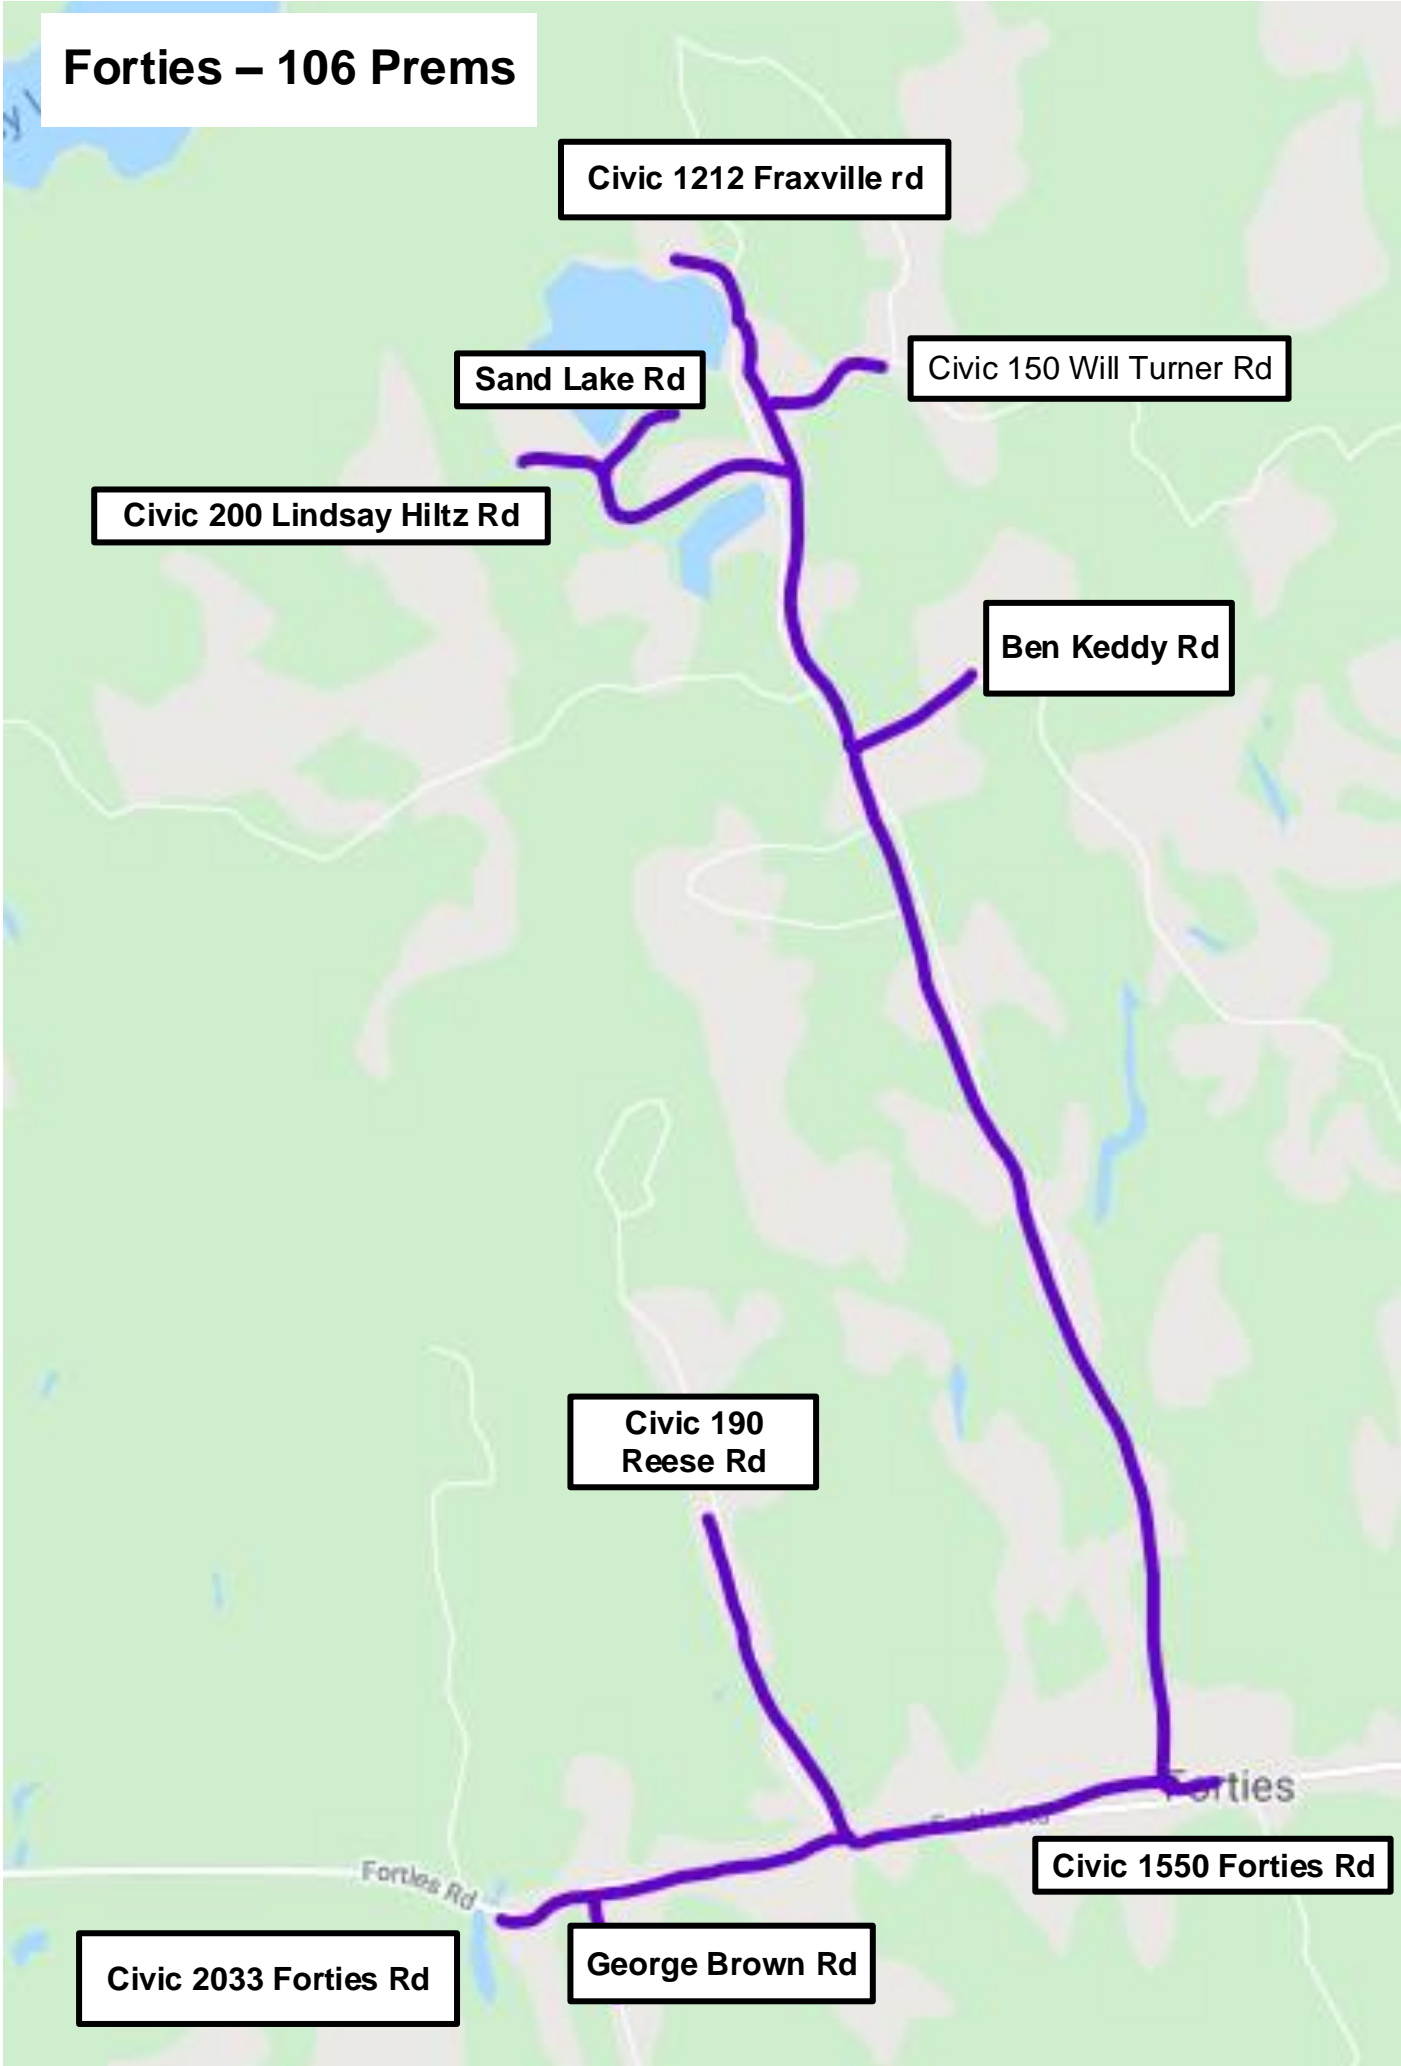 Forties – 106 Prems
Civic 1212 Fraxville rd
Civic 150 Will Turner Rd
Sand Lake Rd
Civic 200 Lindsay Hiltz Rd
Ben Keddy Rd
Civic 190
Reese Rd
Forties
Civic 1550 Forties Rd
Forties Rd
George Brown Rd
Civic 2033 Forties Rd